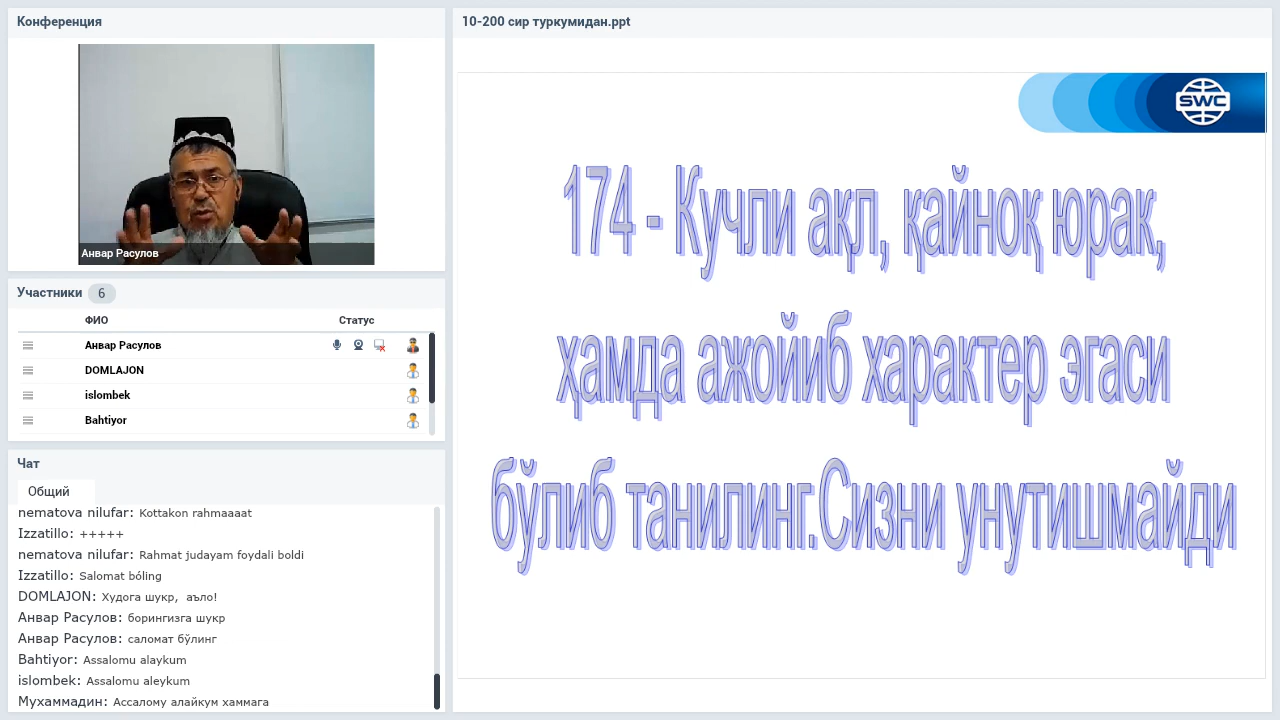 Конференция
Анвар Расулов
Участники 6
ФИО Статус
Анвар Расулов
DOMLAJON
islombek
Bahtiyor
Чат
Общий
nematova nilufar: Kottakon rahmaaaat
Izzatillo: +++++
nematova nilufar: Rahmat judayam foydali boldi
Izzatillo: Salomat bóling
DOMLAJON: Худога шукр, аъло!
Анвар Расулов: борингизга шукр
Анвар Расулов: саломат бўлинг
Bahtiyor: Assalomu alaykum
islombek: Assalomu aleykum
Мухаммадин: Ассалому алайкум хаммага
10-200 сир туркумидан.ppt
SWC
174 - Кучли ақл, қайноқ юрак,
ҳамда ажойиб характер эгаси
бўлиб танилинг.Сизни унутишмайди